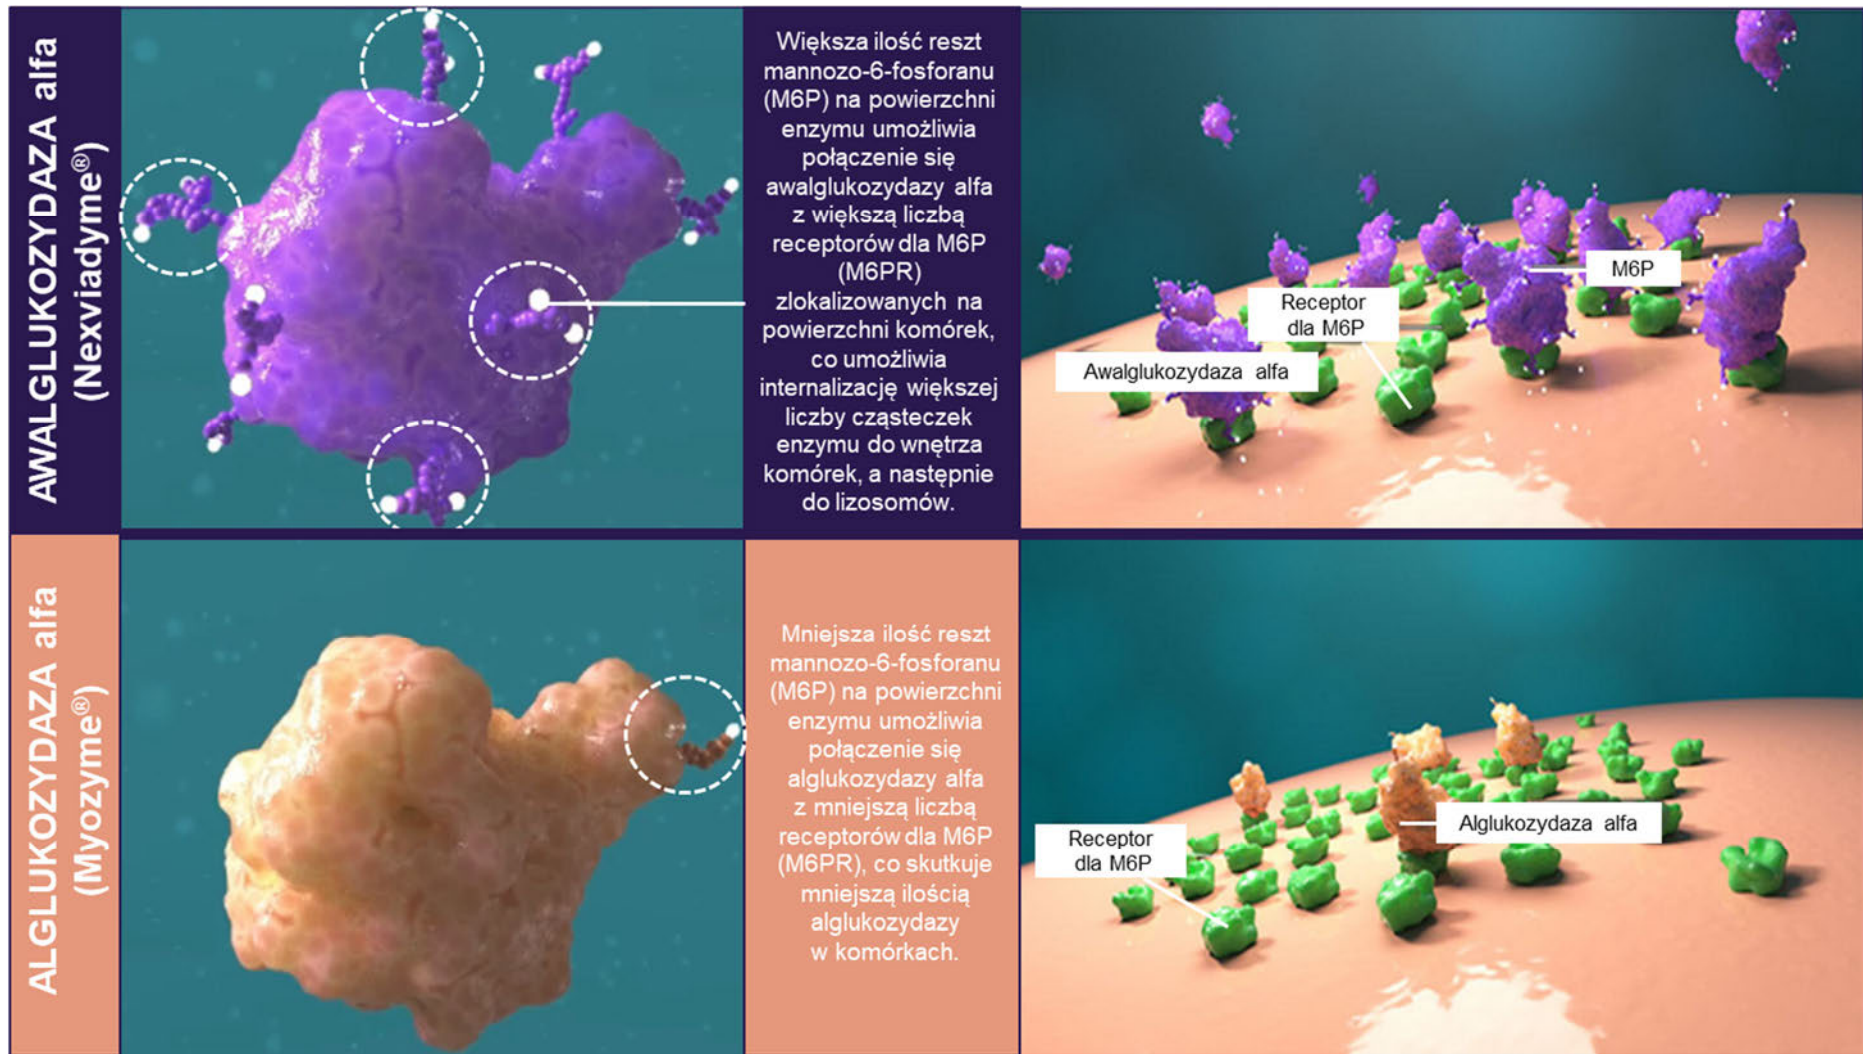 AWALGLUKOZYDAZA alfa
(Nexviadyme®)
Większa ilość reszt
mannozo-6-fosforanu
(M6P) na powierzchni
enzymu umożliwia
połączenie się
awalglukozydazy alfa
z większą liczbą
receptorów dla M6P
(M6PR)
zlokalizowanych na
powierzchni komórek,
co umożliwia
internalizację większej
liczby cząsteczek
enzymu do wnętrza
komórek, a następnie
do lizosomów.
M6P
Receptor
dla M6P
Awalglukozydaza alfa
ALGLUKOZYDAZA alfa
(Myozyme®)
Mniejsza ilość reszt
mannozo-6-fosforanu
(M6P) na powierzchni
enzymu umożliwia
połączenie się
alglukozydazy alfa
z mniejszą liczbą
receptorów dla M6P
(M6PR), co skutkuje
mniejszą ilością
alglukozydazy
w komórkach.
Alglukozydaza alfa
Receptor
dla M6P